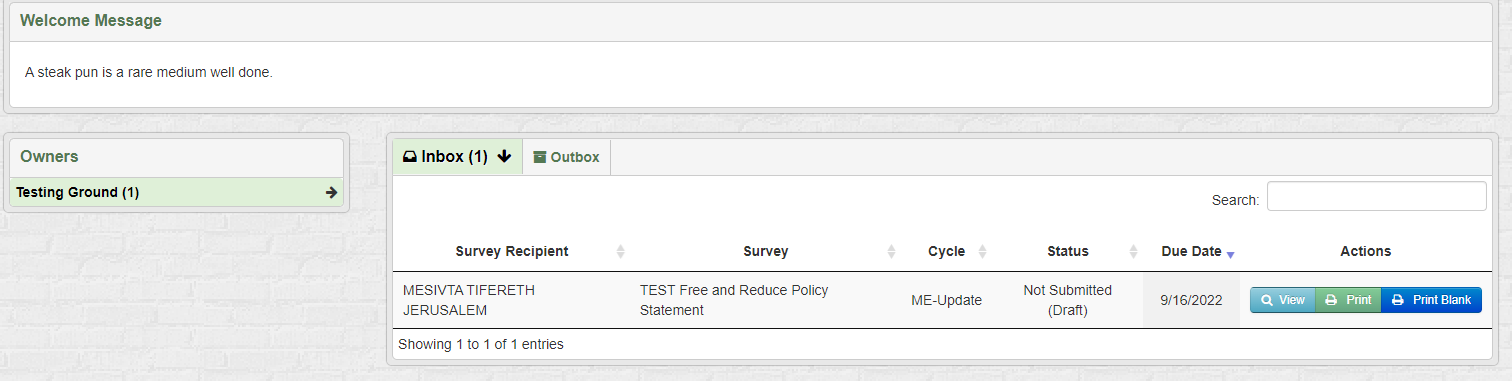 Welcome Message
A steak pun is a rare medium well done.
Owners
Testing Ground (1)
Inbox (1) Outbox
Search:
Survey Recipient Survey Cycle Status Due Date Actions
MESIVTA TIFERETH JERUSALEM TEST Free and Reduce Policy Statement ME-Update Not Submitted (Draft) 9/16/2022 View Print Print Blank
Showing 1 to 1 of 1 entries